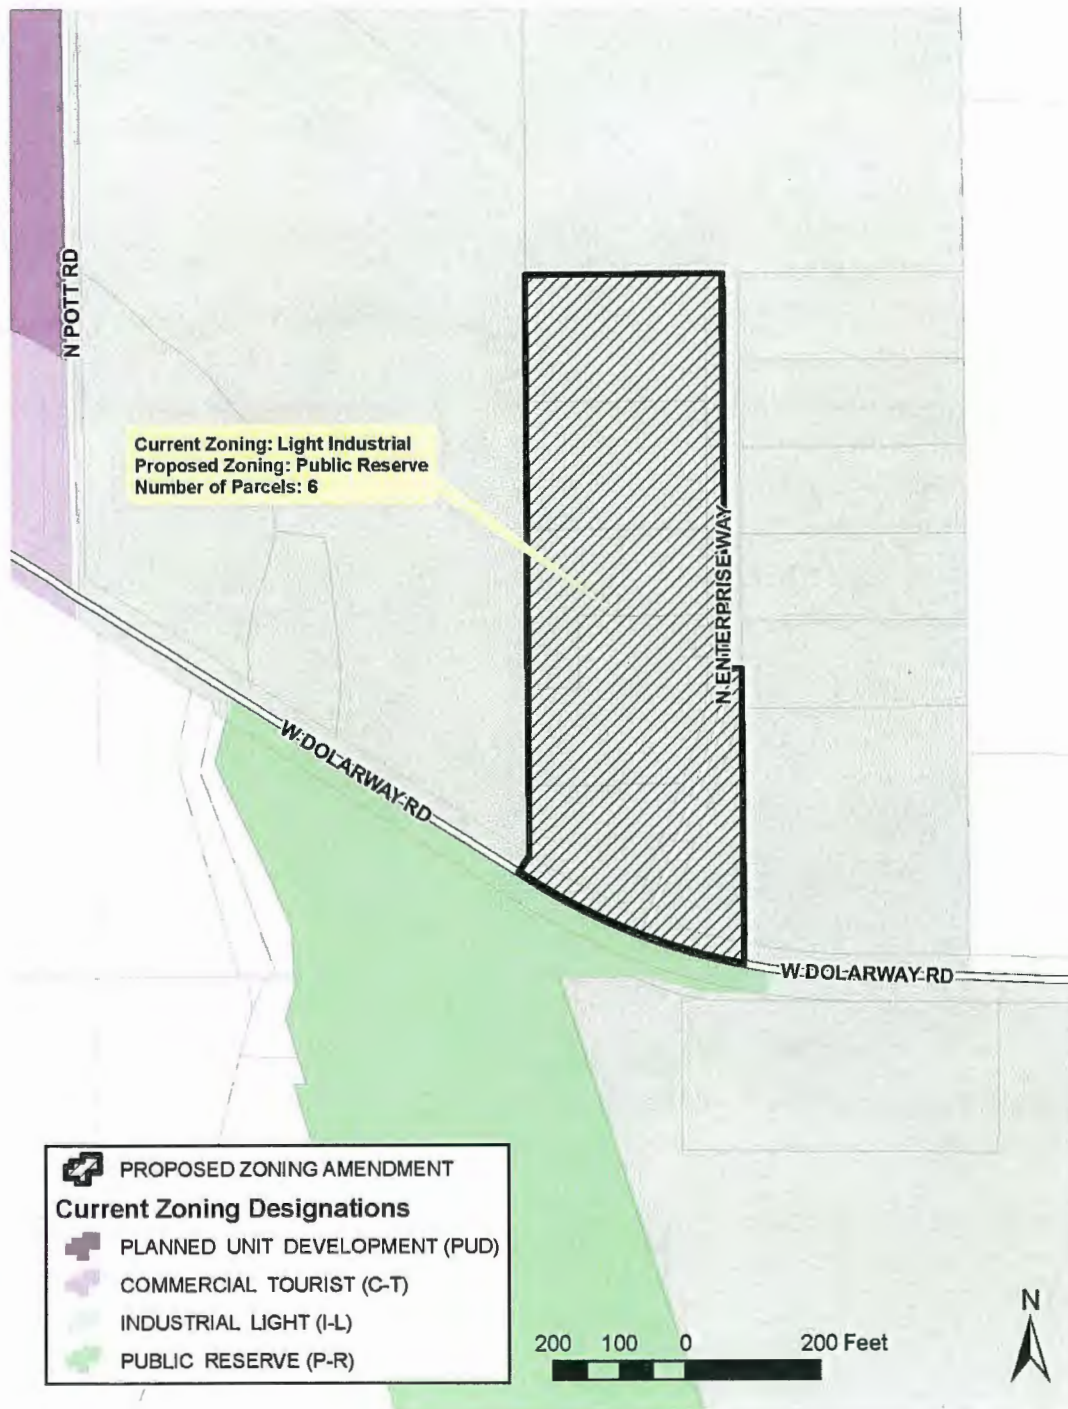 N POTT RD
Current Zoning: Light Industrial
Proposed Zoning: Public Reserve
Number of Parcels: 6
N ENTERPRISE WAY
W DOLARWAY RD
W DOLARWAY RD
PROPOSED ZONING AMENDMENT
Current Zoning Designations
PLANNED UNIT DEVELOPMENT (PUD)
COMMERCIAL TOURIST (C-T)
INDUSTRIAL LIGHT (I-L)
PUBLIC RESERVE (P-R)
200 100 0 200 Feet
N